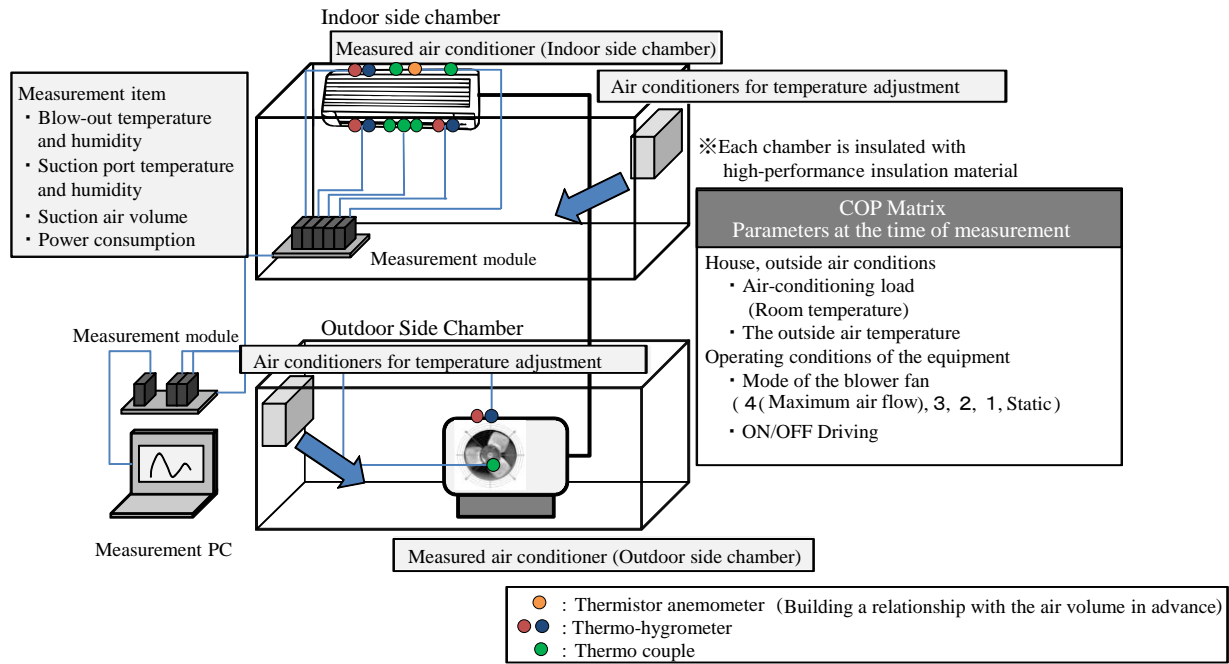 Indoor side chamber
Measured air conditioner (Indoor side chamber)
Air conditioners for temperature adjustment
Measurement item
・Blow-out temperature
and humidity
・Suction port temperature
and humidity
・Suction air volume
・Power consumption
※Each chamber is insulated with
high-performance insulation material
COP Matrix
Parameters at the time of measurement
House, outside air conditions
・Air-conditioning load
(Room temperature)
・The outside air temperature
Operating conditions of the equipment
・Mode of the blower fan
(4(Maximum air flow), 3, 2, 1, Static)
・ON/OFF Driving
Measurement module
Measurement module
Outdoor Side Chamber
Air conditioners for temperature adjustment
Measurement PC
Measured air conditioner (Outdoor side chamber)
: Thermistor anemometer (Building a relationship with the air volume in advance)
: Thermo-hygrometer
: Thermo couple